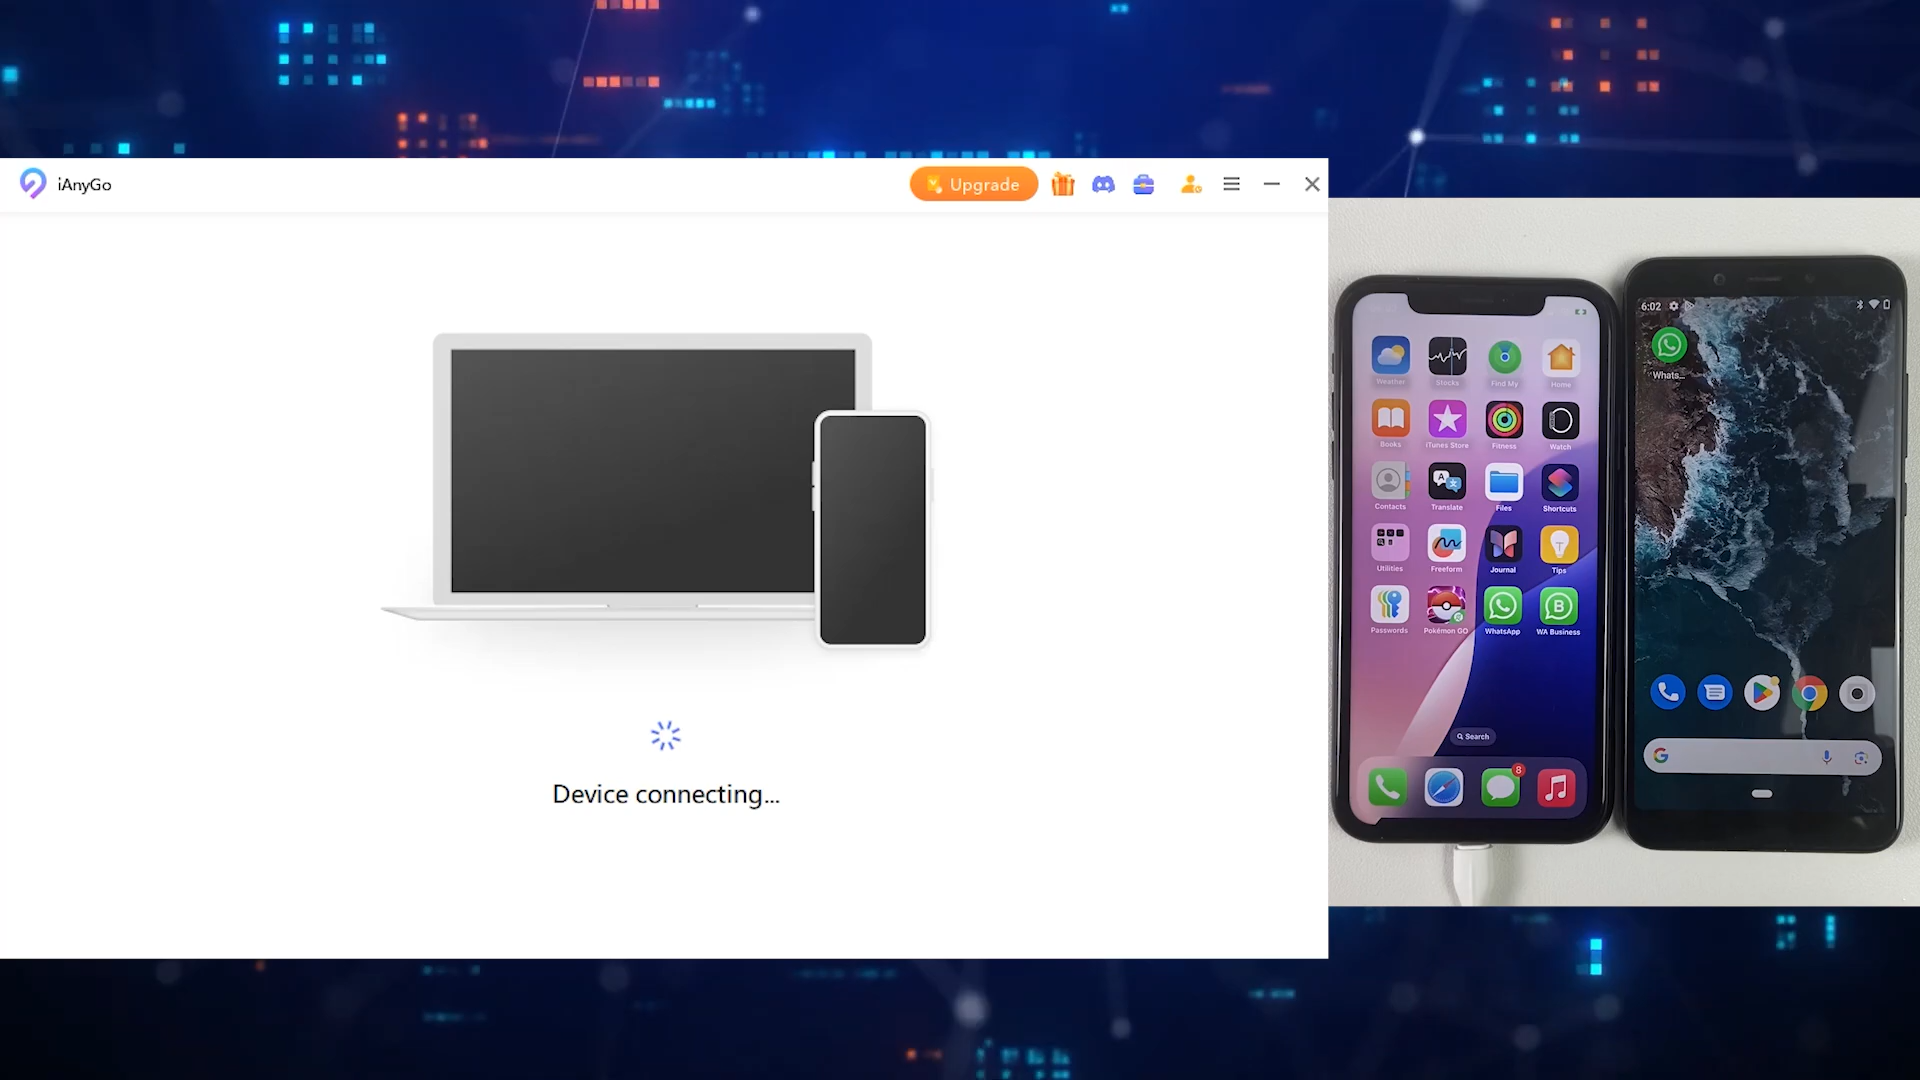 iAnyGo
Upgrade
Device connecting...
Weather
Stocks
Find My
Home
Books
iTunes Store
Fitness
Watch
Contacts
Translate
Files
Shortcuts
Utilities
Freeform
Journal
Tips
Passwords
Pokémon GO
WhatsApp
WA Business
Search
8
6:02
Whats...